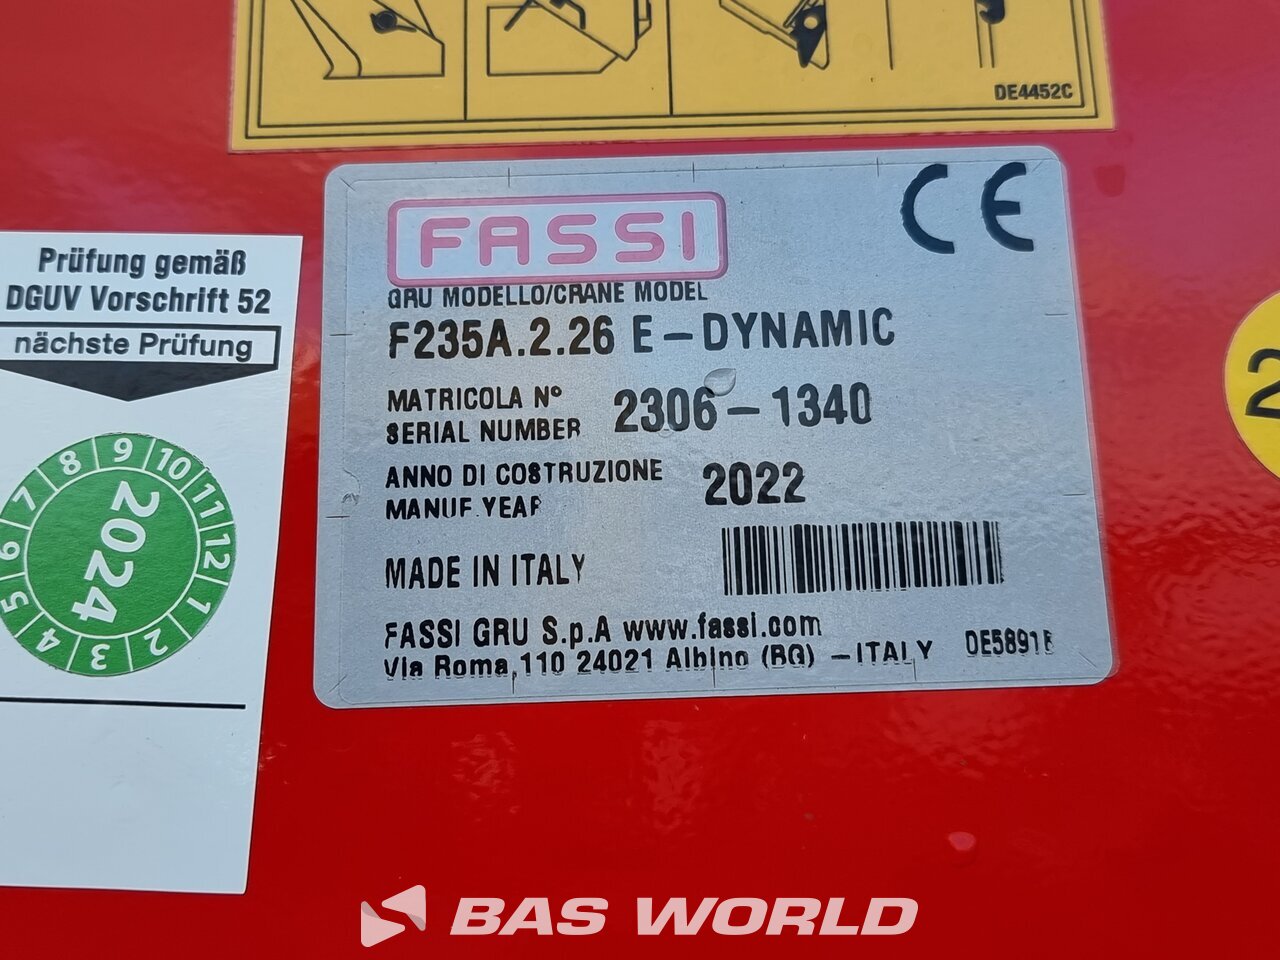 DE4452C
FASSI
CE
GRU MODELLO/CRANE MODEL
F235A.2.26 E-DYNAMIC
MATRICOLA Nº
SERIAL NUMBER
2306-1340
ANNO DI COSTRUZIONE
MANUF. YEAR
2022
MADE IN ITALY
FASSI GRU S.p.A www.fassi.com
Via Roma,110 24021 Albino (BG) -ITALY
Prüfung gemäß
DGUV Vorschrift 52
nächste Prüfung
1 2 3 4 5 6 7 8 9 10 11 12
2024
2
BAS WORLD